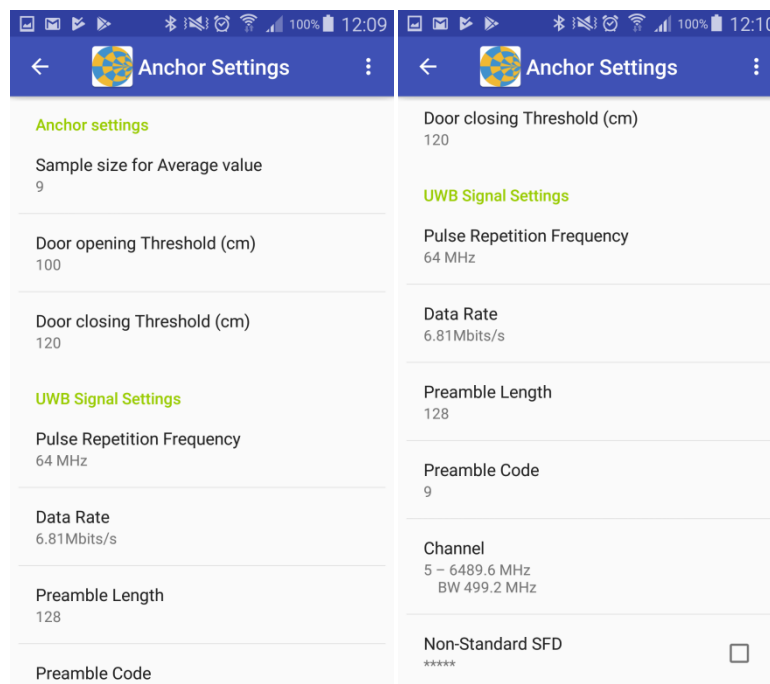 100% 12:09
Anchor Settings
Anchor settings
Sample size for Average value
9
Door opening Threshold (cm)
100
Door closing Threshold (cm)
120
UWB Signal Settings
Pulse Repetition Frequency
64 MHz
Data Rate
6.81Mbits/s
Preamble Length
128
Preamble Code
100% 12:10
Anchor Settings
Door closing Threshold (cm)
120
UWB Signal Settings
Pulse Repetition Frequency
64 MHz
Data Rate
6.81Mbits/s
Preamble Length
128
Preamble Code
9
Channel
5 – 6489.6 MHz
BW 499.2 MHz
Non-Standard SFD
*****